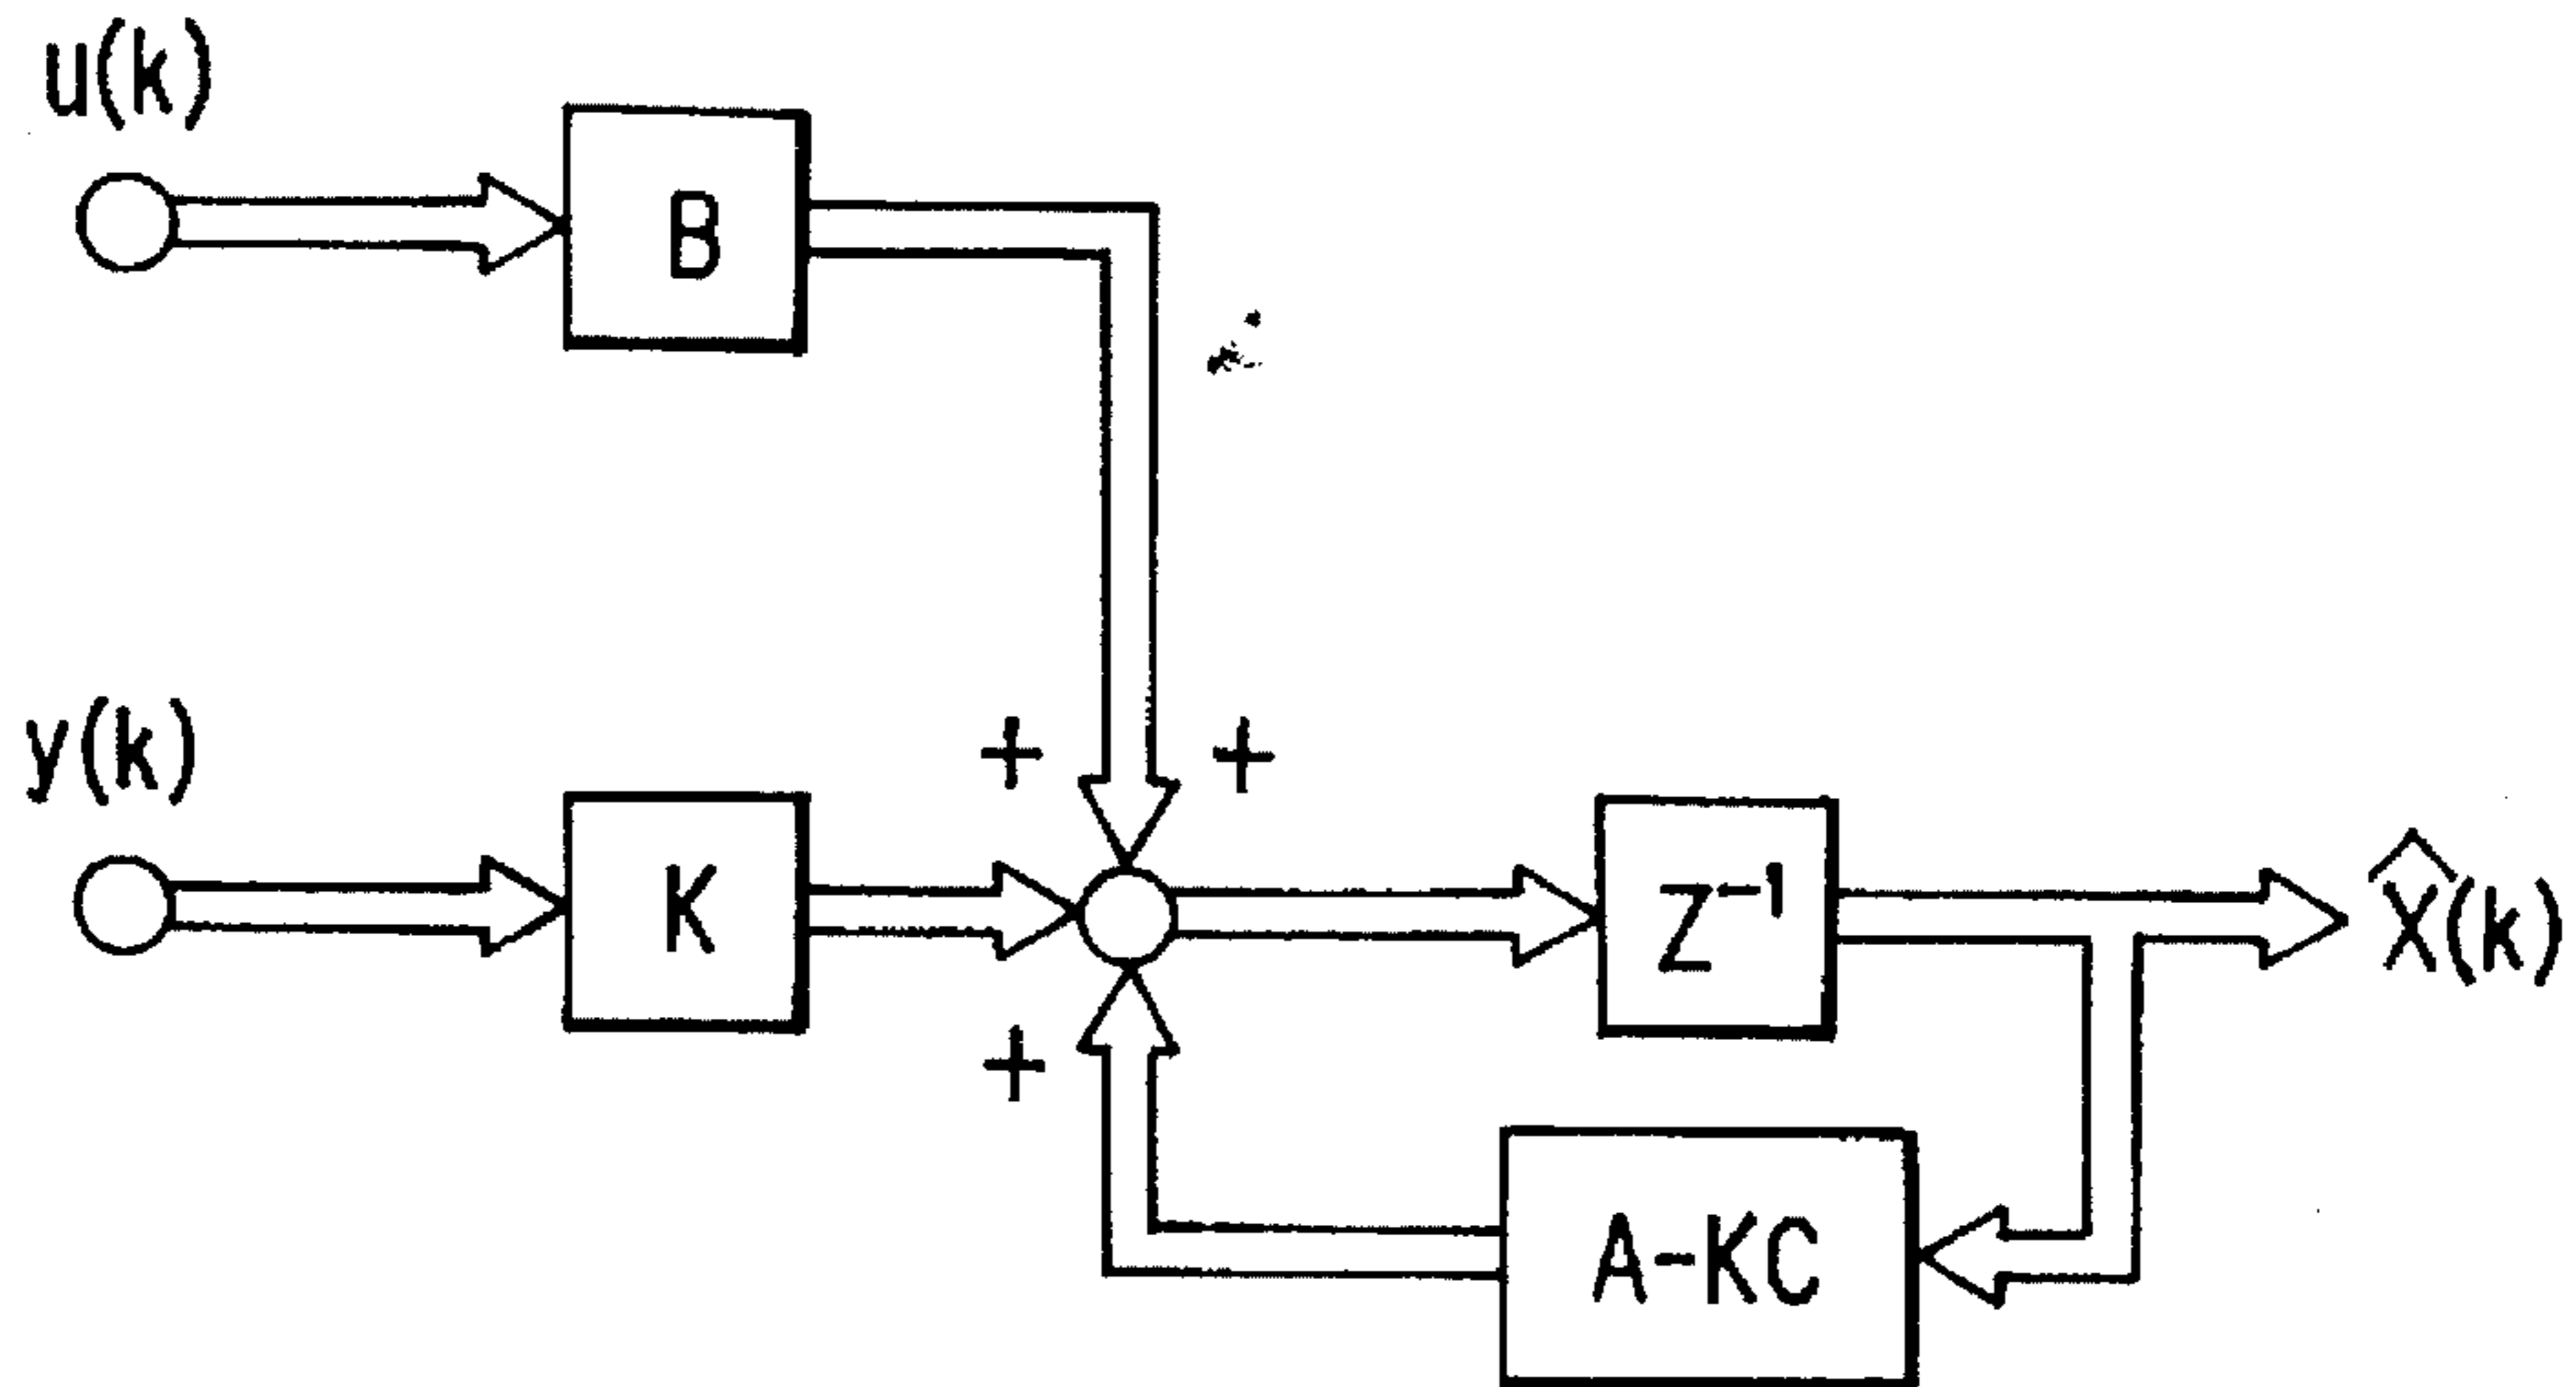 u(k)
B
y(k)
+ +
K
Z⁻¹
X̂(k)
+
A-KC